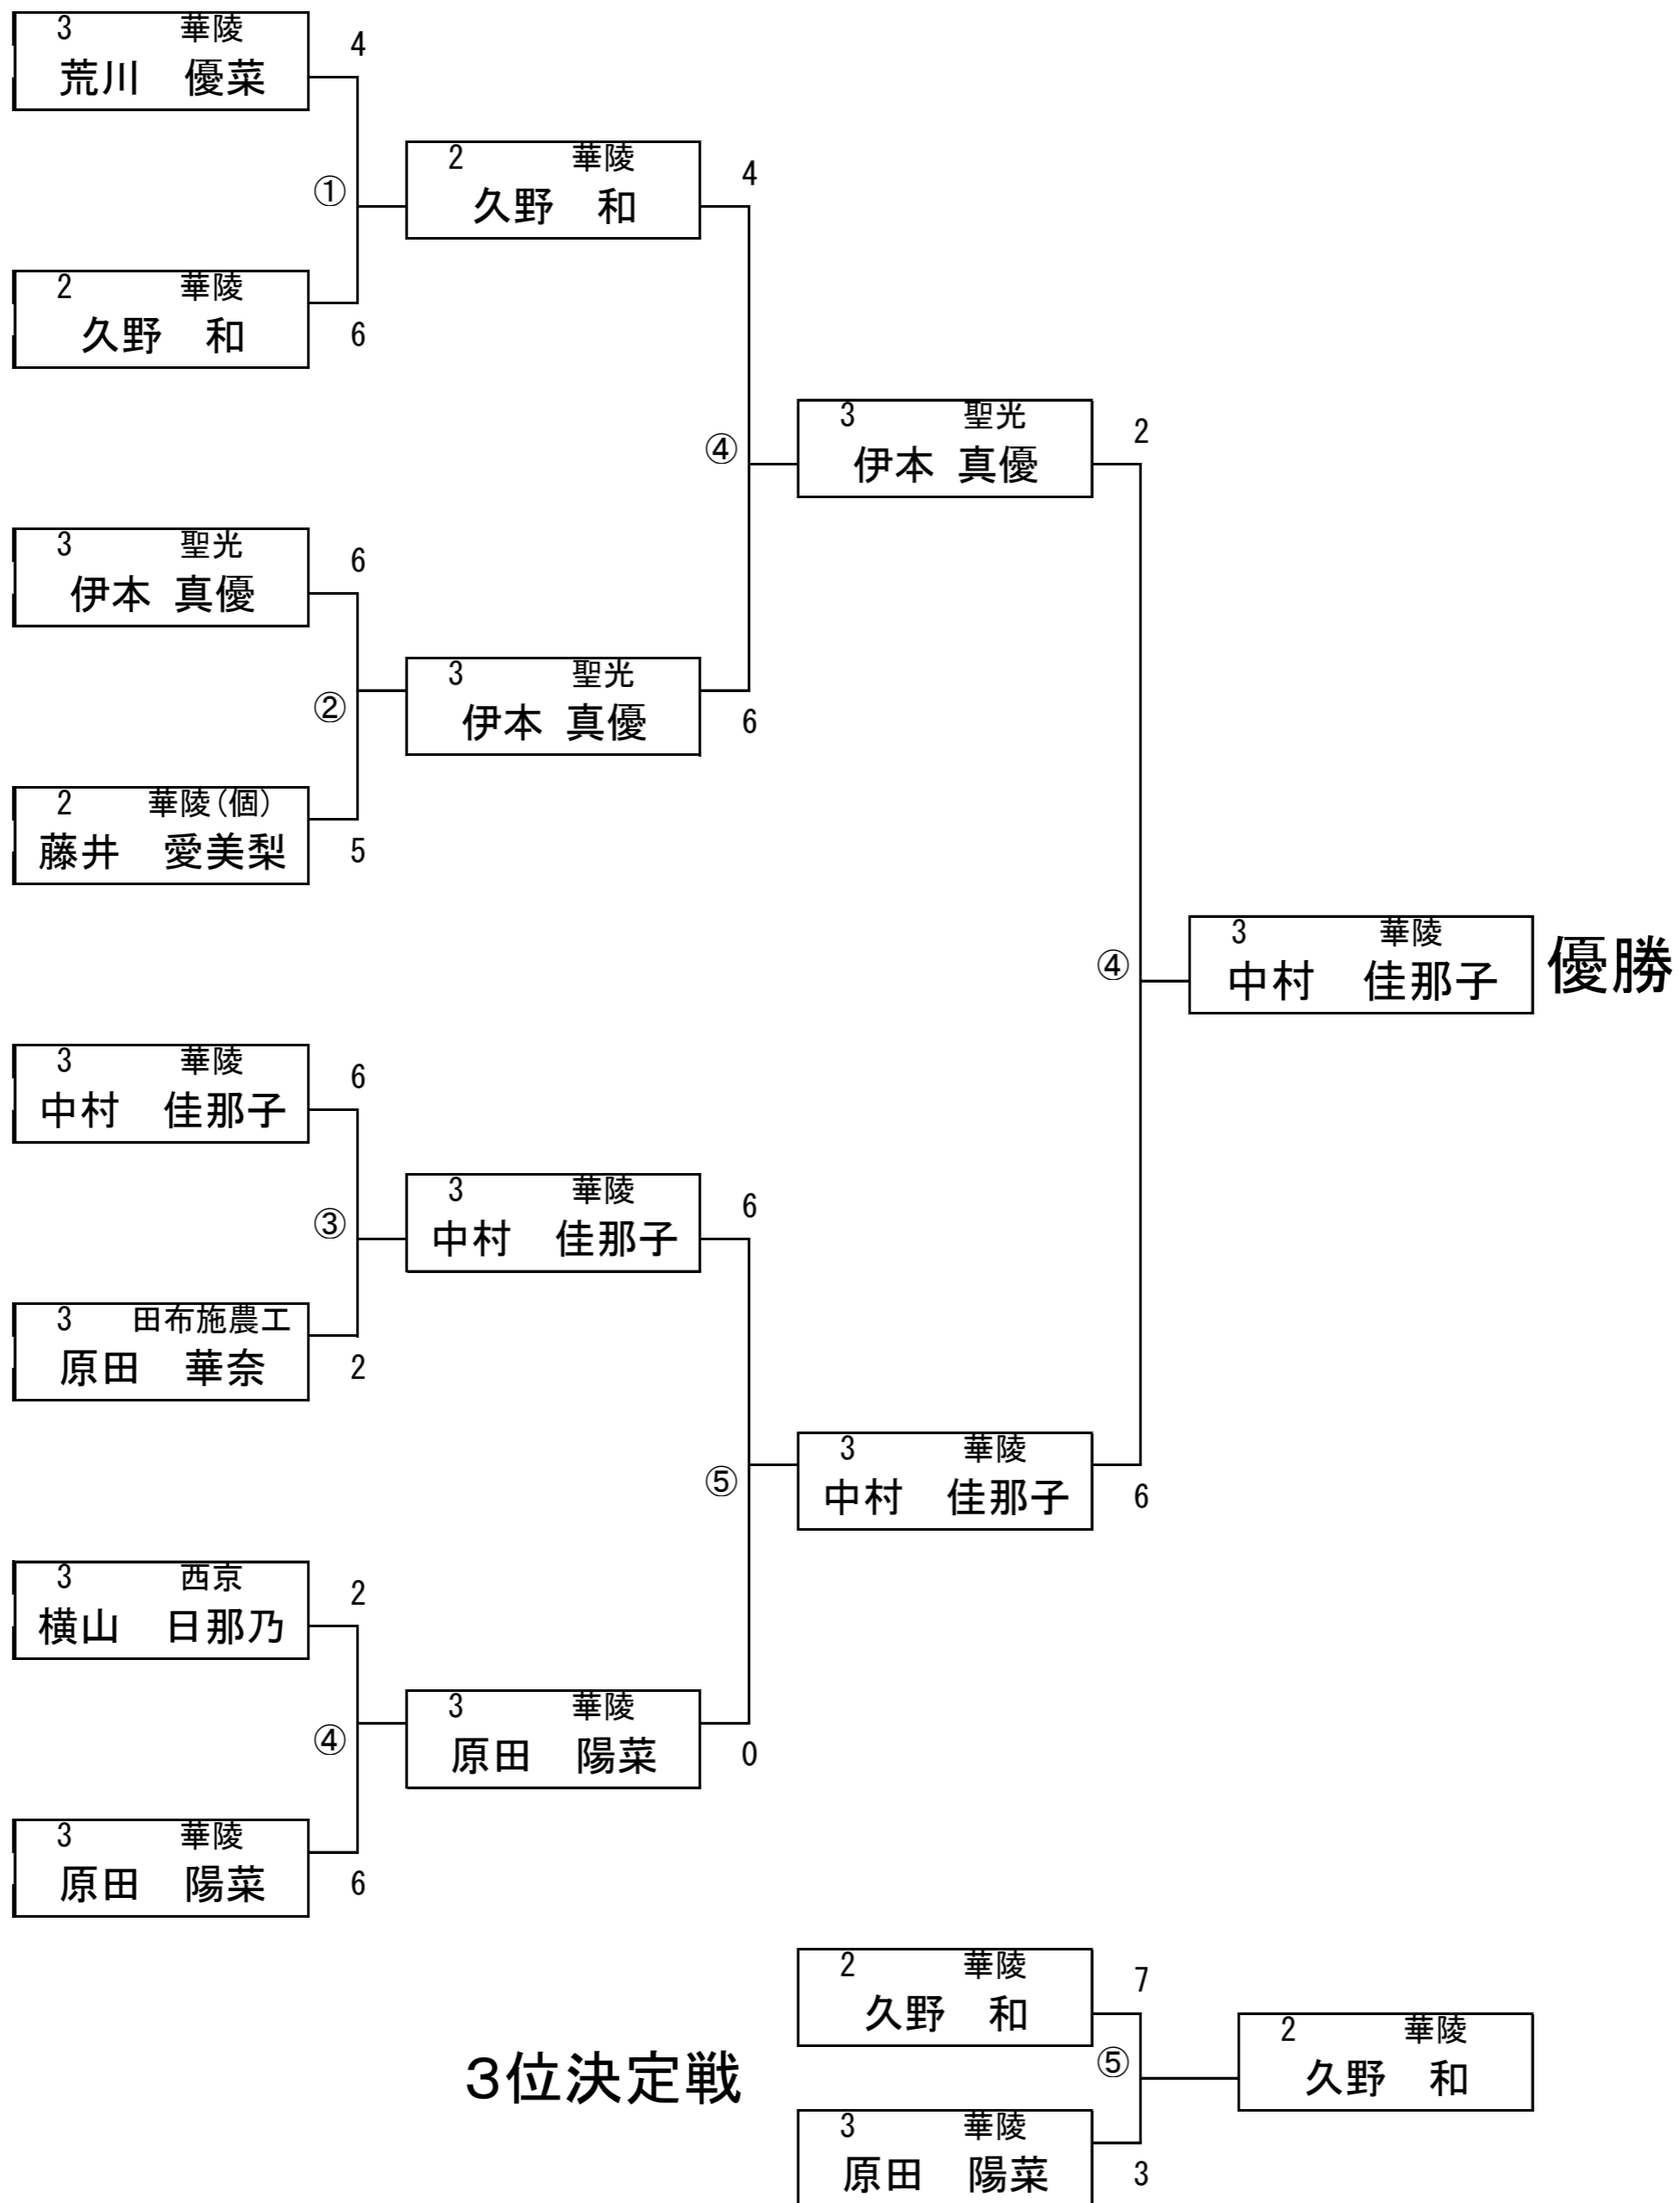 3 華陵
荒川 優菜
4
①
2 華陵
久野 和
4
2 華陵
久野 和
6
④
3 聖光
伊本 真優
2
3 聖光
伊本 真優
6
②
3 聖光
伊本 真優
6
2 華陵(個)
藤井 愛美梨
5
④
3 華陵
中村 佳那子
優勝
3 華陵
中村 佳那子
6
③
3 華陵
中村 佳那子
6
3 田布施農工
原田 華奈
2
⑤
3 華陵
中村 佳那子
6
3 西京
横山 日那乃
2
④
3 華陵
原田 陽菜
0
3 華陵
原田 陽菜
6
3位決定戦
2 華陵
久野 和
7
⑤
2 華陵
久野 和
3 華陵
原田 陽菜
3